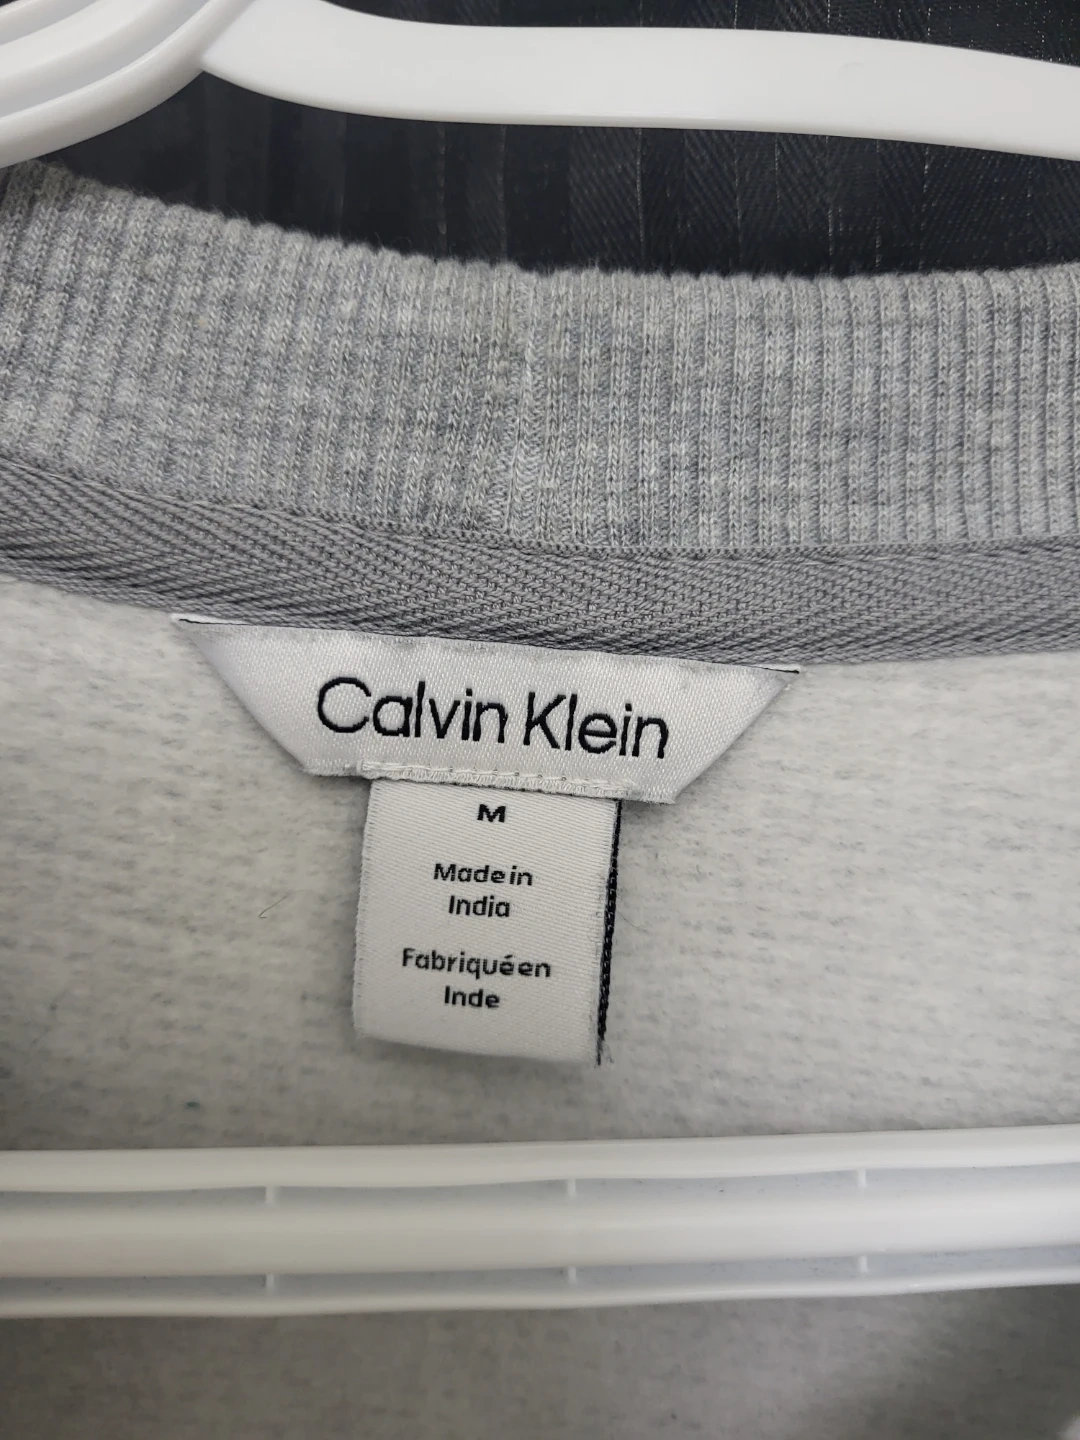 Calvin Klein
M
Made in
India
Fabriqué en
Inde